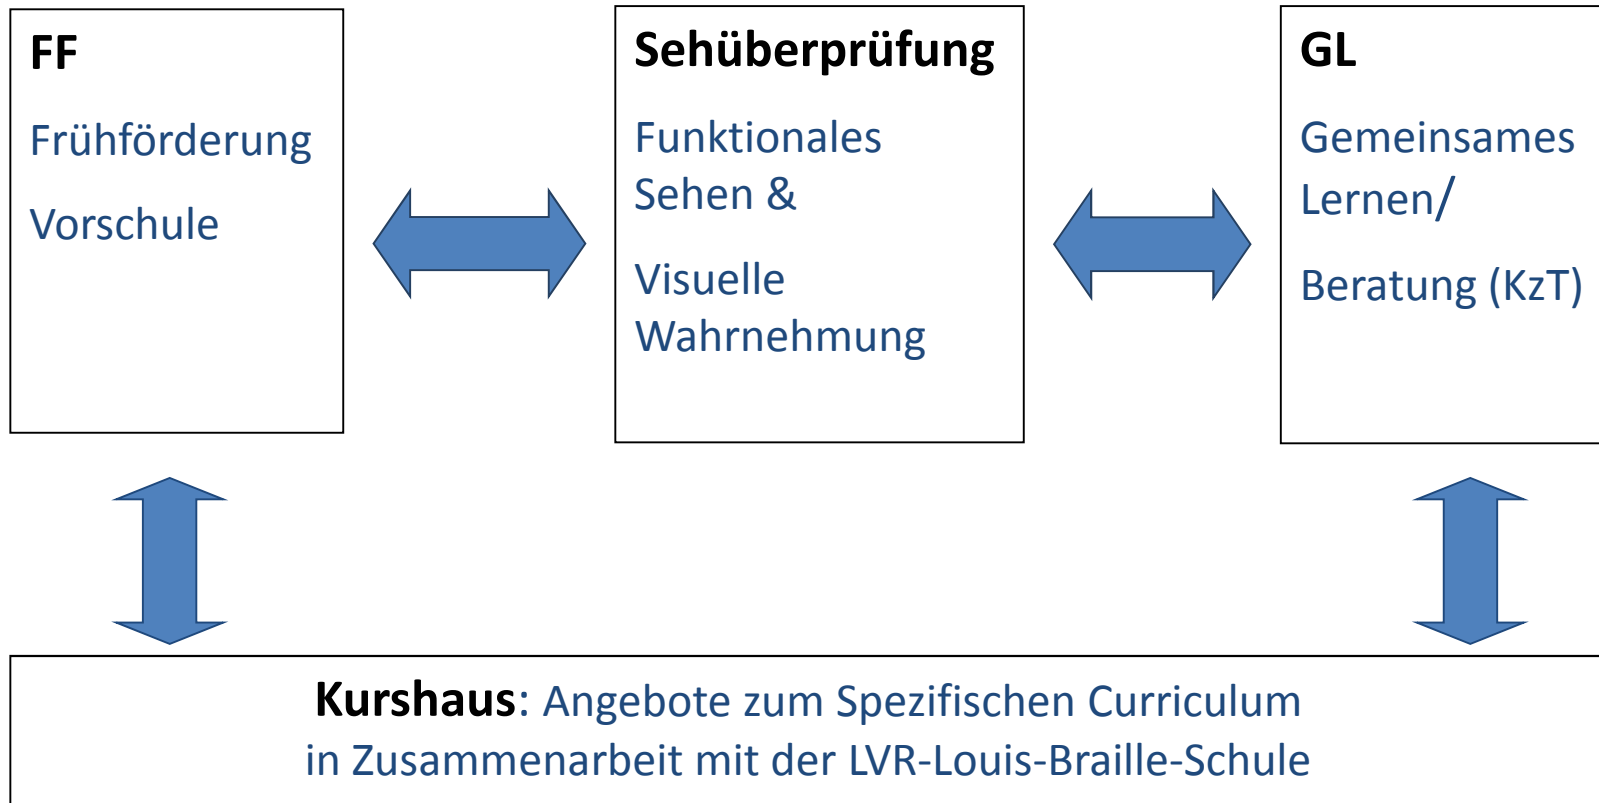 FF
Frühförderung
Vorschule
Sehüberprüfung
Funktionales
Sehen &
Visuelle
Wahrnehmung
GL
Gemeinsames
Lernen/
Beratung (KzT)
Kurshaus: Angebote zum Spezifischen Curriculum
in Zusammenarbeit mit der LVR-Louis-Braille-Schule